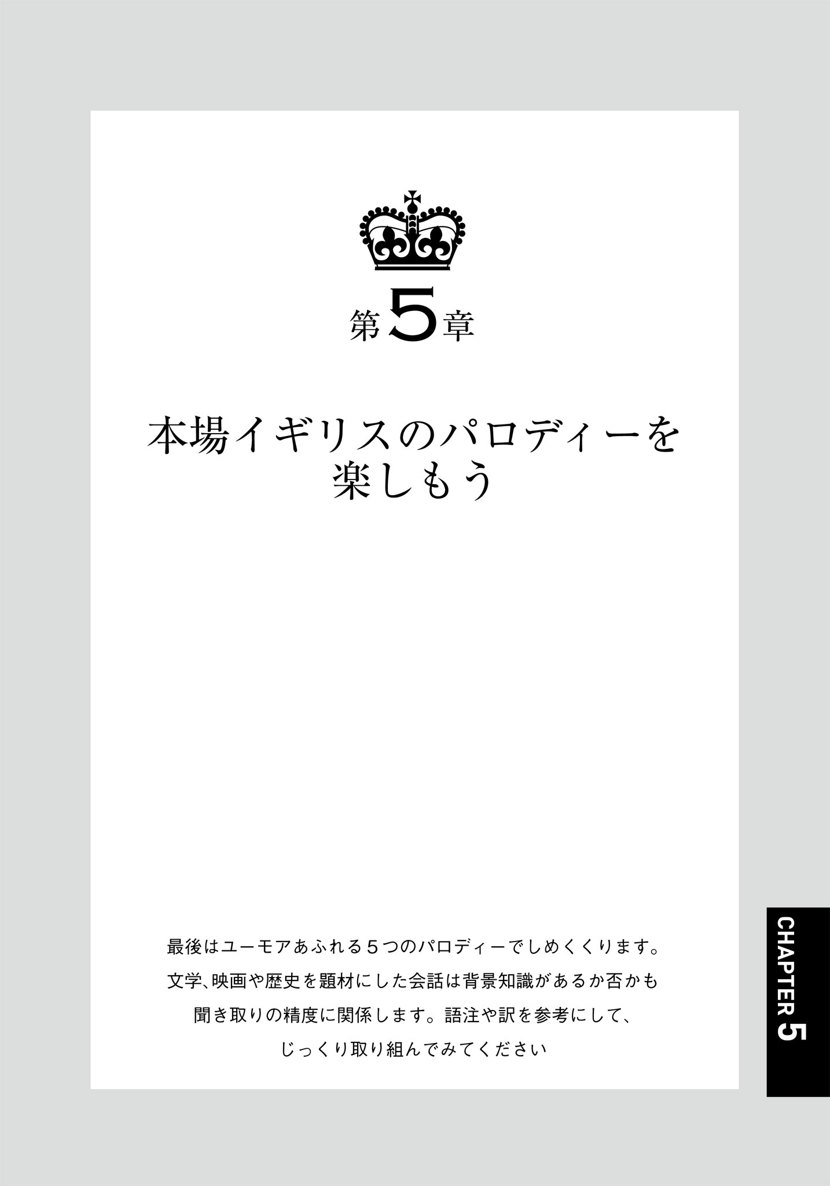 第5章
本場イギリスのパロディーを
楽しもう
最後はユーモアあふれる5つのパロディーでしめくくります。
文学、映画や歴史を題材にした会話は背景知識があるか否かも
聞き取りの精度に関係します。語注や訳を参考にして、
じっくり取り組んでみてください
CHAPTER 5